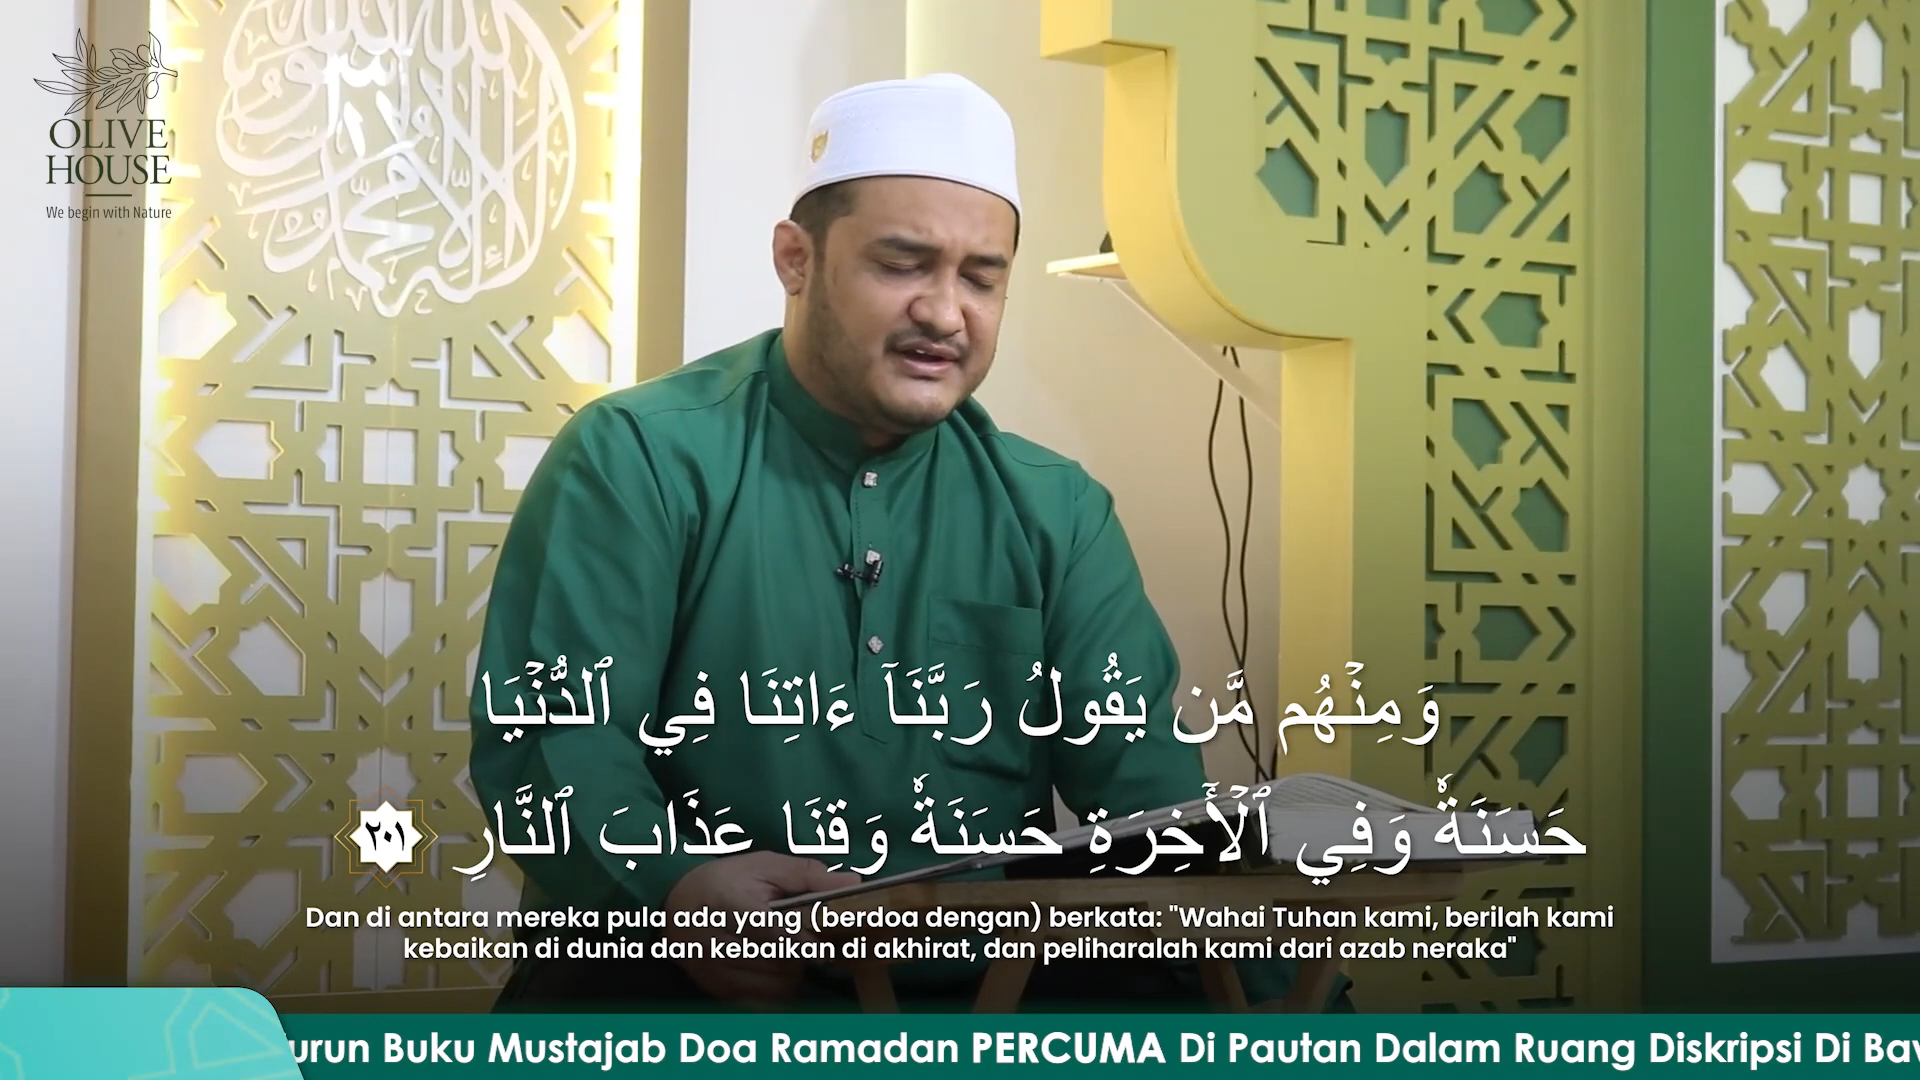 OLIVE
HOUSE
We begin with Nature
وَمِنۡهُم مَّن يَقُولُ رَبَّنَآ ءَاتِنَا فِي ٱلدُّنۡيَا
حَسَنَةٗ وَفِي ٱلۡأٓخِرَةِ حَسَنَةٗ وَقِنَا عَذَابَ ٱلنَّارِ ٢٠١
Dan di antara mereka pula ada yang (berdoa dengan) berkata: "Wahai Tuhan kami, berilah kami
kebaikan di dunia dan kebaikan di akhirat, dan peliharalah kami dari azab neraka"
Buku Mustajab Doa Ramadan PERCUMA Di Pautan Dalam Ruang Diskripsi Di